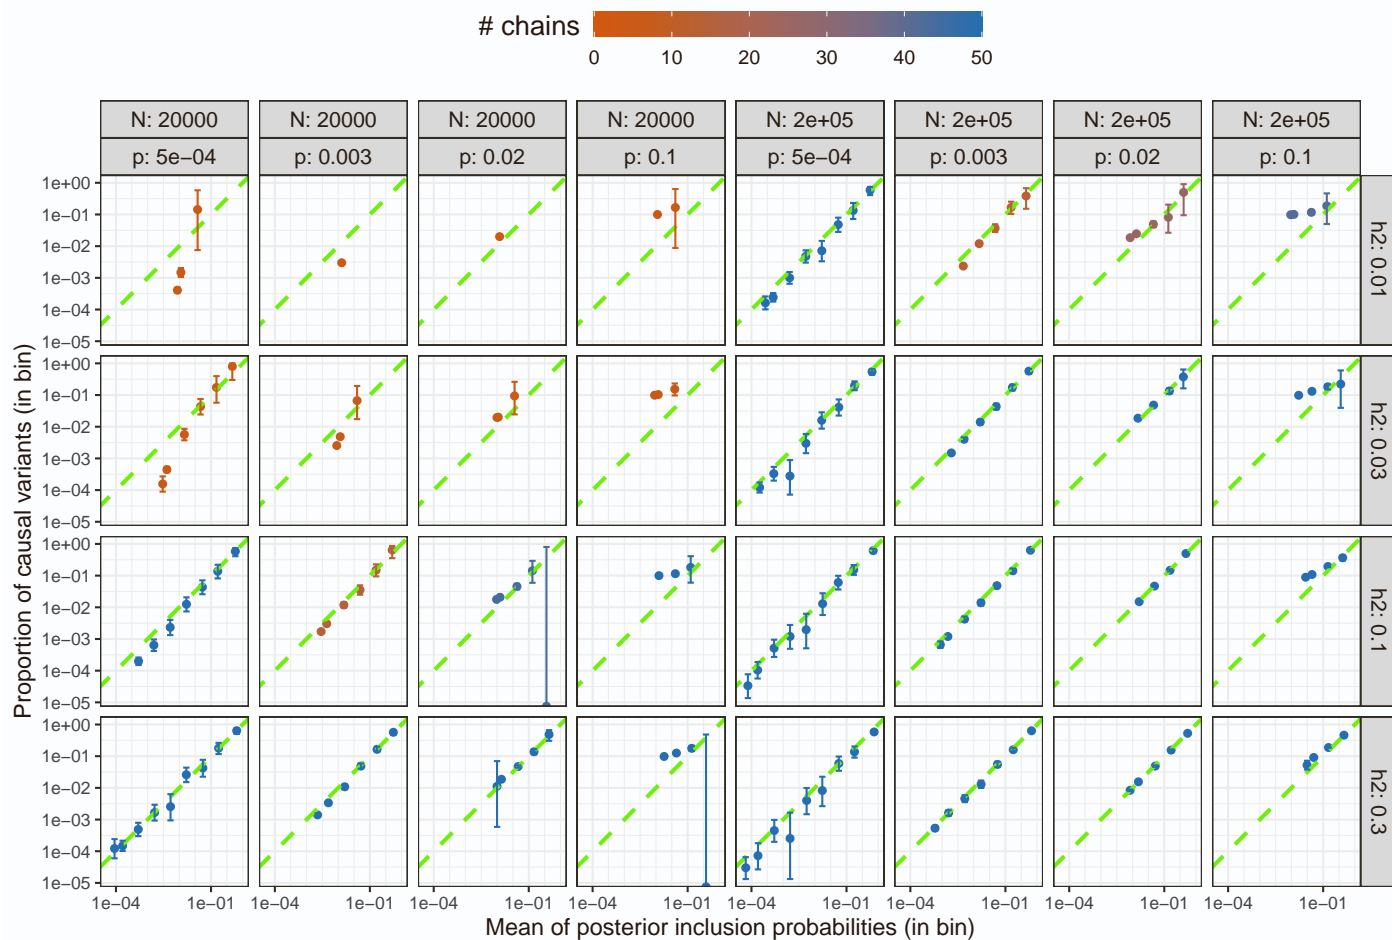 # chains
0 10 20 30 40 50
N: 20000 N: 20000 N: 20000 N: 20000 N: 2e+05 N: 2e+05 N: 2e+05 N: 2e+05
p: 5e−04 p: 0.003 p: 0.02 p: 0.1 p: 5e−04 p: 0.003 p: 0.02 p: 0.1
Proportion of causal variants (in bin)
1e+00
1e−01
1e−02
1e−03
1e−04
1e−05
h2: 0.01
1e+00
1e−01
1e−02
1e−03
1e−04
1e−05
h2: 0.03
1e+00
1e−01
1e−02
1e−03
1e−04
1e−05
h2: 0.1
1e+00
1e−01
1e−02
1e−03
1e−04
1e−05
h2: 0.3
1e−04 1e−01 1e−04 1e−01 1e−04 1e−01 1e−04 1e−01 1e−04 1e−01 1e−04 1e−01 1e−04 1e−01 1e−04 1e−01
Mean of posterior inclusion probabilities (in bin)